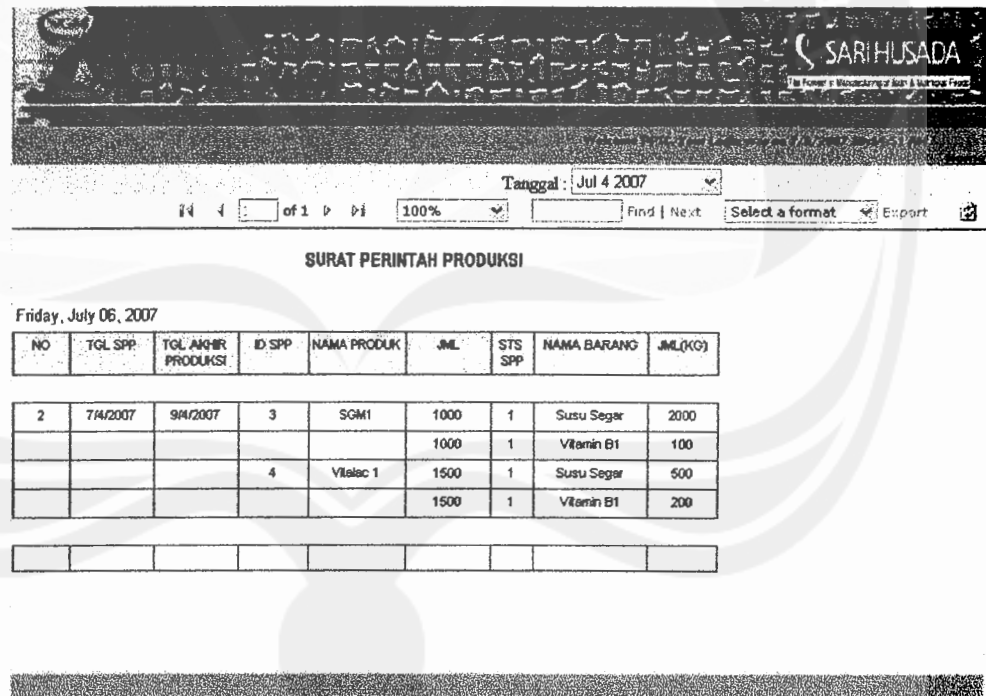 SARI HUSADA
Tanggal : Jul 4 2007
of 1 100% Find | Next Select a format Export
SURAT PERINTAH PRODUKSI
Friday, July 06, 2007
NO TGL SPP TGL AKHIR PRODUKSI ID SPP NAMA PRODUK JML STS SPP NAMA BARANG JML(KG)
2 7/4/2007 9/4/2007 3 SGM1 1000 1 Susu Segar 2000
1000 1 Vitamin B1 100
4 Vitalac 1 1500 1 Susu Segar 500
1500 1 Vitamin B1 200